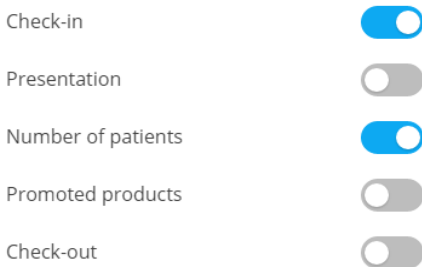 Check-in
Presentation
Number of patients
Promoted products
Check-out